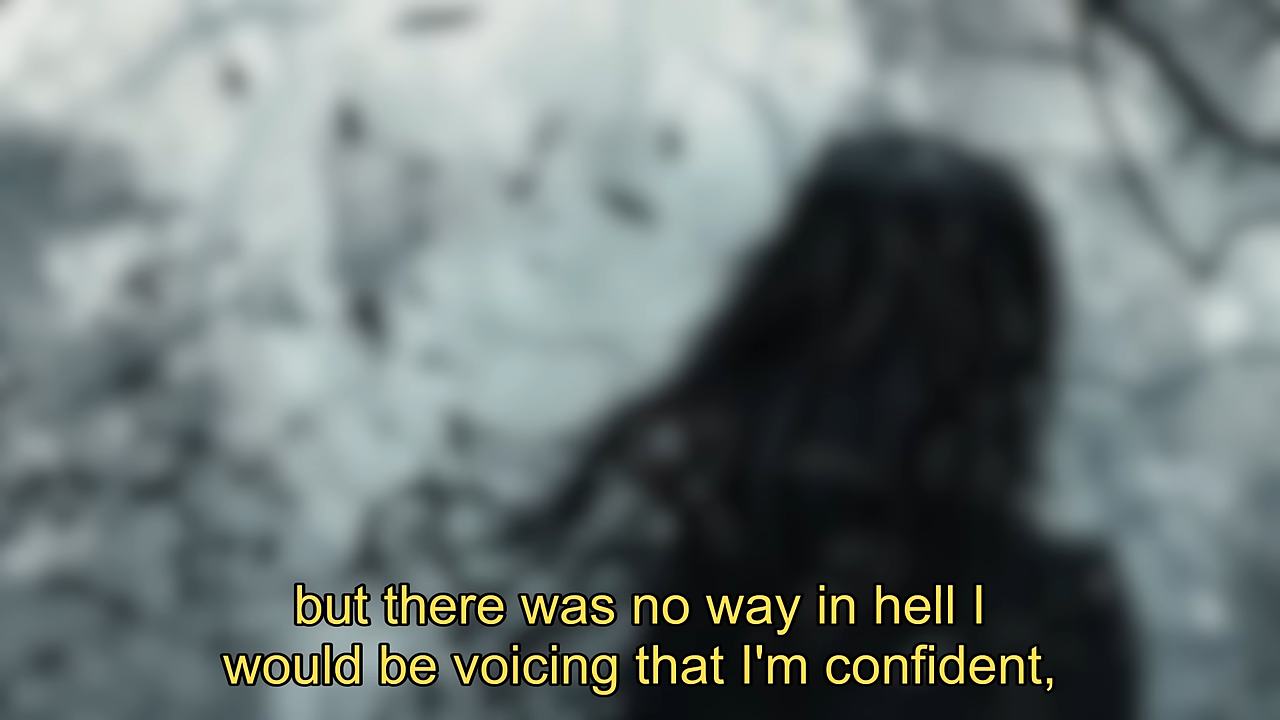 but there was no way in hell I
would be voicing that I'm confident,